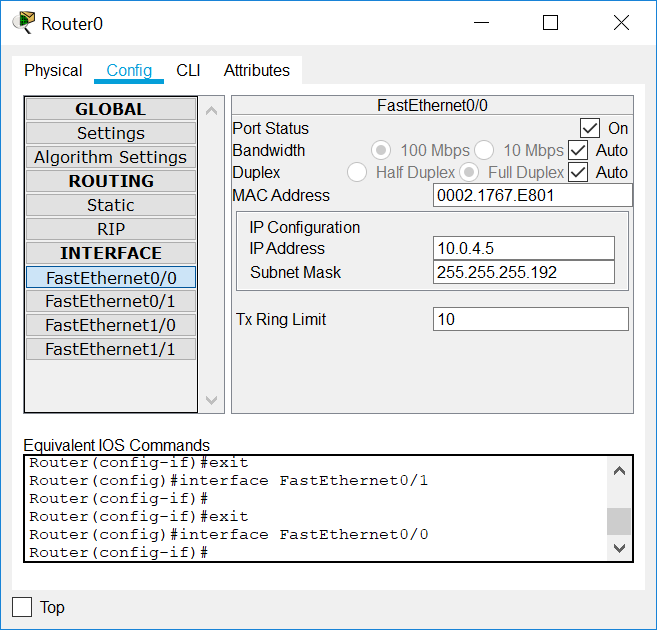 Router0
Physical Config CLI Attributes
GLOBAL
Settings
Algorithm Settings
ROUTING
Static
RIP
INTERFACE
FastEthernet0/0
FastEthernet0/1
FastEthernet1/0
FastEthernet1/1
FastEthernet0/0
Port Status On
Bandwidth 100 Mbps 10 Mbps Auto
Duplex Half Duplex Full Duplex Auto
MAC Address 0002.1767.E801
IP Configuration
IP Address 10.0.4.5
Subnet Mask 255.255.255.192
Tx Ring Limit 10
Equivalent IOS Commands
Router(config-if)#exit
Router(config)#interface FastEthernet0/1
Router(config-if)#
Router(config-if)#exit
Router(config)#interface FastEthernet0/0
Router(config-if)#
Top